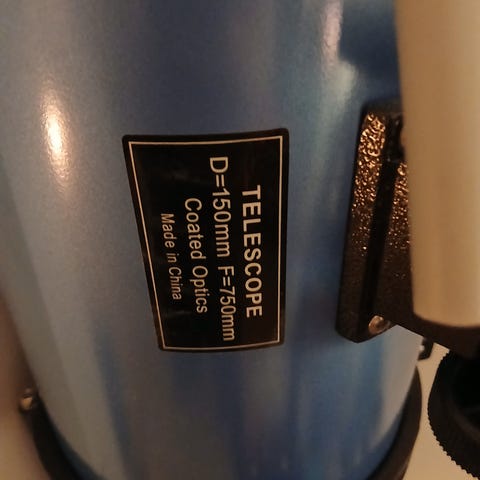 TELESCOPE
D=150mm F=750mm
Coated Optics
Made in China